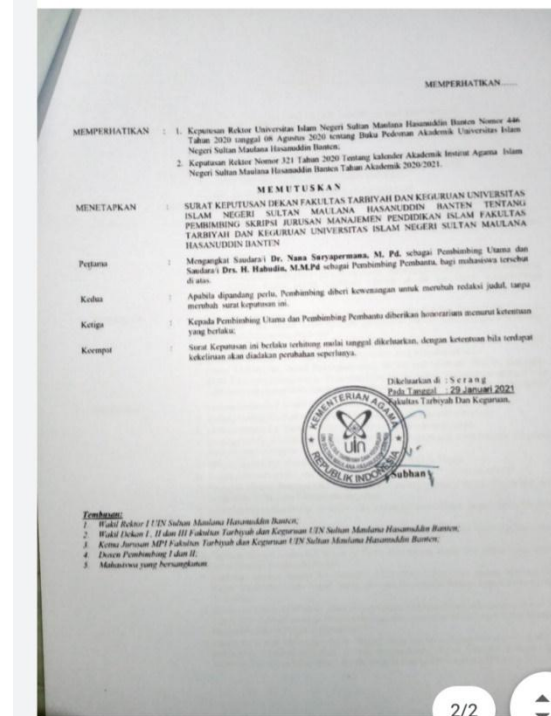 MEMPERHATIKAN......
MEMPERHATIKAN : 1. Keputusan Rektor Universitas Islam Negeri Sultan Maulana Hasanuddin Banten Nomor 446
Tahun 2020 tanggal 08 Agustus 2020 tentang Buku Pedoman Akademik Universitas Islam
Negeri Sultan Maulana Hasanuddin Banten;
2. Keputusan Rektor Nomor 321 Tahun 2020 Tentang kalender Akademik Institut Agama Islam
Negeri Sultan Maulana Hasanuddin Banten Tahun Akademik 2020/2021.
MEMUTUSKAN
MENETAPKAN : SURAT KEPUTUSAN DEKAN FAKULTAS TARBIYAH DAN KEGURUAN UNIVERSITAS
ISLAM NEGERI SULTAN MAULANA HASANUDDIN BANTEN TENTANG
PEMBIMBING SKRIPSI JURUSAN MANAJEMEN PENDIDIKAN ISLAM FAKULTAS
TARBIYAH DAN KEGURUAN UNIVERSITAS ISLAM NEGERI SULTAN MAULANA
HASANUDDIN BANTEN
Pertama : Mengangkat Saudara/i Dr. Nana Suryapermana, M. Pd. sebagai Pembimbing Utama dan
Saudara/i Drs. H. Habudin, M.M.Pd sebagai Pembimbing Pembantu, bagi mahasiswa tersebut
di atas.
Kedua : Apabila dipandang perlu, Pembimbing diberi kewenangan untuk merubah redaksi judul, tanpa
merubah surat keputusan ini.
Ketiga : Kepada Pembimbing Utama dan Pembimbing Pembantu diberikan honorarium menurut ketentuan
yang berlaku;
Keempat : Surat Keputusan ini berlaku terhitung mulai tanggal dikeluarkan, dengan ketentuan bila terdapat
kekeliruan akan diadakan perubahan seperlunya.
Dikeluarkan di : Serang
Pada Tanggal : 29 Januari 2021
Fakultas Tarbiyah Dan Keguruan,
KEMENTERIAN AGAMA
uin
REPUBLIK INDONESIA
Subhan
Tembusan:
1. Wakil Rektor I UIN Sultan Maulana Hasanuddin Banten;
2. Wakil Dekan I, II dan III Fakultas Tarbiyah dan Keguruan UIN Sultan Maulana Hasanuddin Banten;
3. Ketua Jurusan MPI Fakultas Tarbiyah dan Keguruan UIN Sultan Maulana Hasanuddin Banten;
4. Dosen Pembimbing I dan II;
5. Mahasiswa yang bersangkutan
2/2